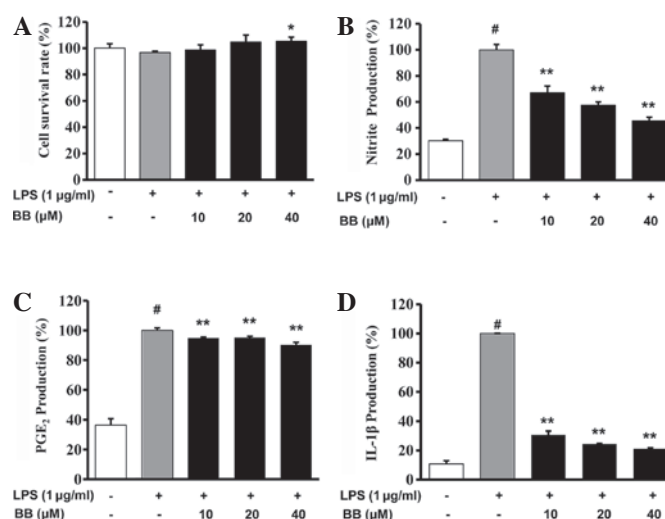 A
Cell survival rate (%)
120
100
80
60
40
20
0
*
LPS (1 µg/ml) - + + + +
BB (µM) - - 10 20 40
B
Nitrite Production (%)
120
100
80
60
40
20
0
# ** ** **
LPS (1 µg/ml) - + + + +
BB (µM) - - 10 20 40
C
PGE₂ Production (%)
120
100
80
60
40
20
0
# ** ** **
LPS (1 µg/ml) - + + + +
BB (µM) - - 10 20 40
D
IL-1β Production (%)
120
100
80
60
40
20
0
# ** ** **
LPS (1 µg/ml) - + + + +
BB (µM) - - 10 20 40